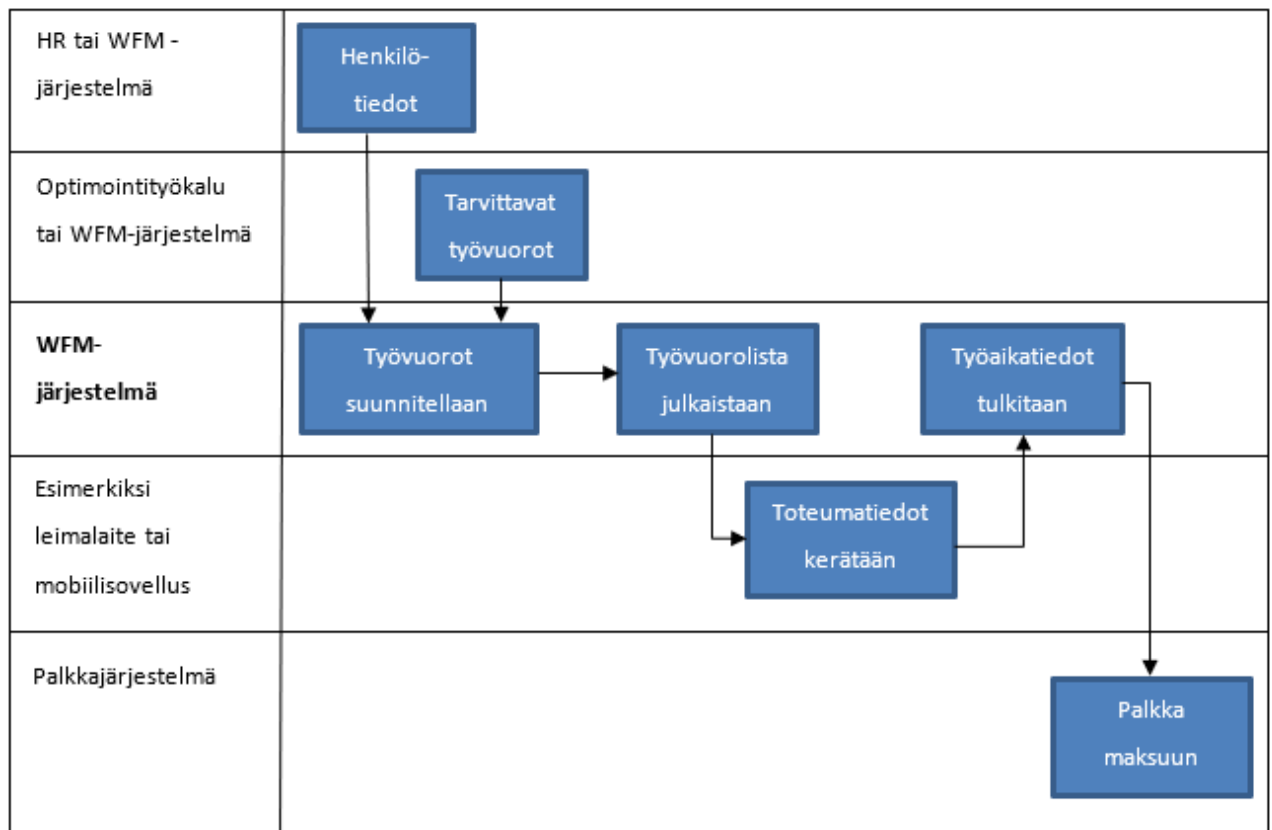 HR tai WFM -
järjestelmä
Henkilö-
tiedot
Optimointityökalu
tai WFM-järjestelmä
Tarvittavat
työvuorot
WFM-
järjestelmä
Työvuorot
suunnitellaan
Työvuorolista
julkaistaan
Työaikatiedot
tulkitaan
Esimerkiksi
leimalaite tai
mobiilisovellus
Toteumatiedot
kerätään
Palkkajärjestelmä
Palkka
maksuun